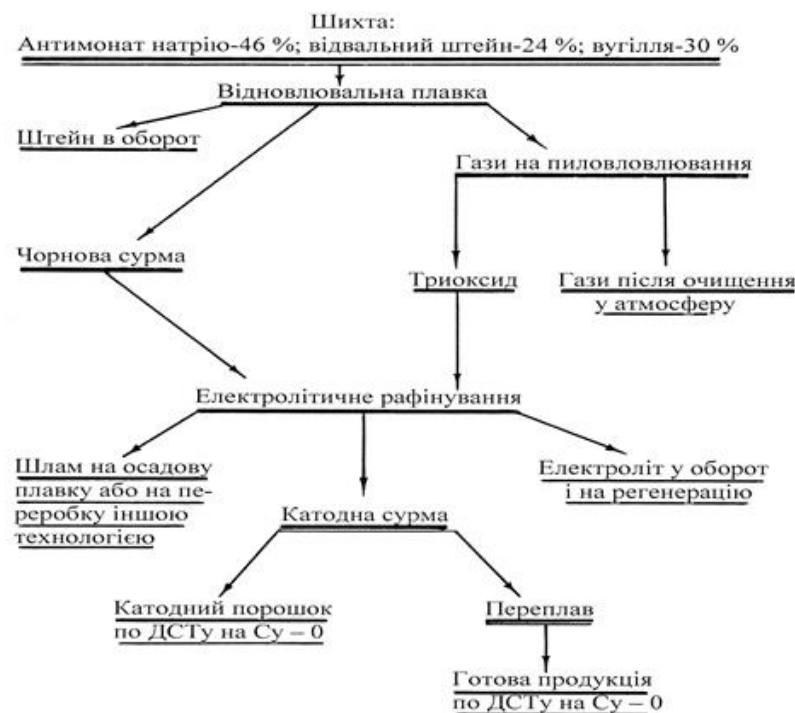 Шихта:
Антимонат натрію-46 %; відвальний штейн-24 %; вугілля-30 %
Відновлювальна плавка
Штейн в оборот
Гази на пиловловлювання
Чорнова сурма
Триоксид
Гази після очищення
у атмосферу
Електролітичне рафінування
Шлам на осадову
плавку або на пе-
реробку іншою
технологією
Електроліт у оборот
і на регенерацію
Катодна сурма
Катодний порошок
по ДСТу на Су – 0
Переплав
Готова продукція
по ДСТу на Су – 0